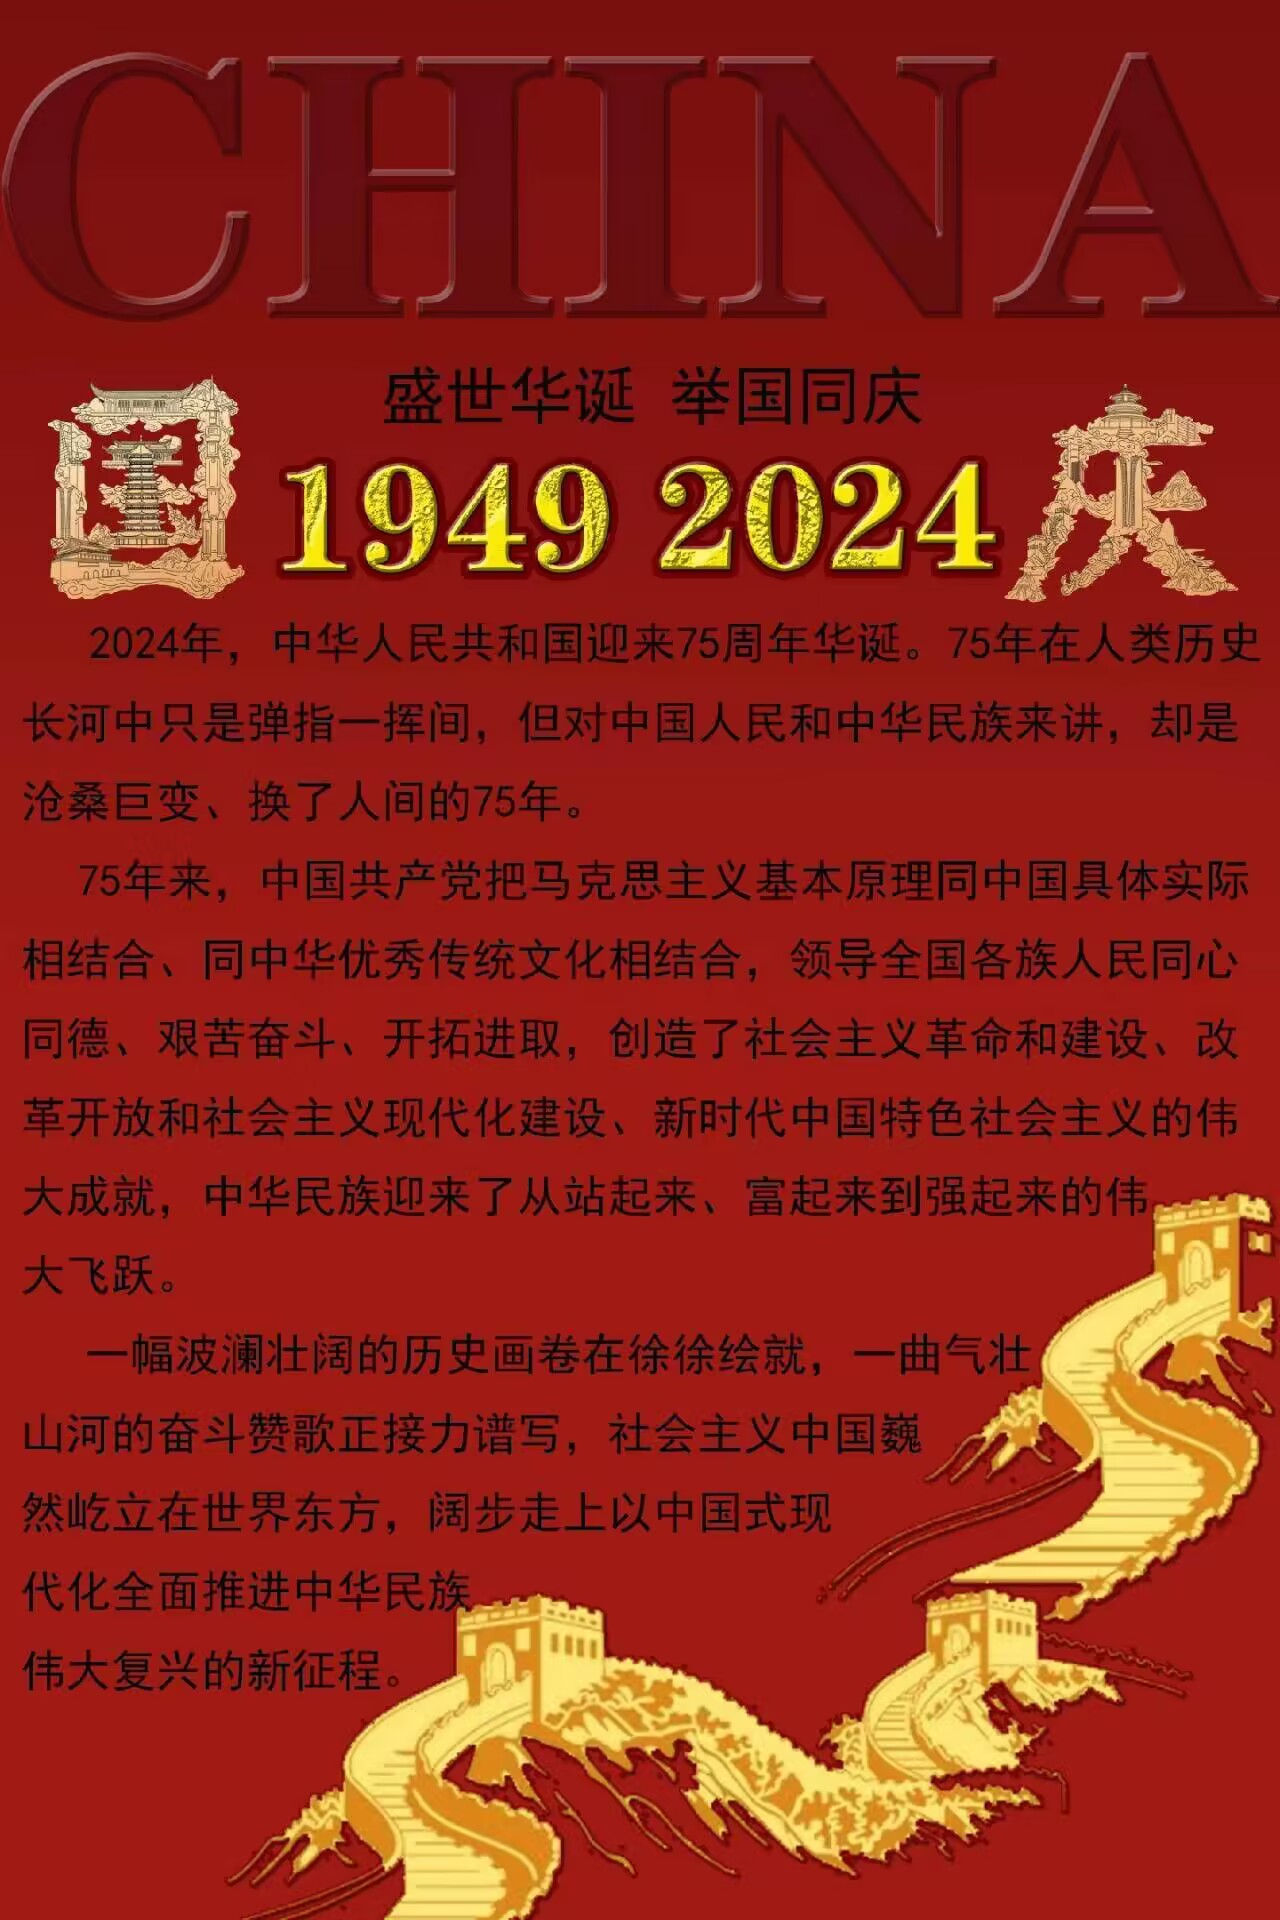 CHINA
盛世华诞 举国同庆
国
1949 2024
庆
2024年，中华人民共和国迎来75周年华诞。75年在人类历史
长河中只是弹指一挥间，但对中国人民和中华民族来讲，却是
沧桑巨变、换了人间的75年。
75年来，中国共产党把马克思主义基本原理同中国具体实际
相结合、同中华优秀传统文化相结合，领导全国各族人民同心
同德、艰苦奋斗、开拓进取，创造了社会主义革命和建设、改
革开放和社会主义现代化建设、新时代中国特色社会主义的伟
大成就，中华民族迎来了从站起来、富起来到强起来的伟
大飞跃。
一幅波澜壮阔的历史画卷在徐徐绘就，一曲气壮
山河的奋斗赞歌正接力谱写，社会主义中国巍
然屹立在世界东方，阔步走上以中国式现
代化全面推进中华民族
伟大复兴的新征程。